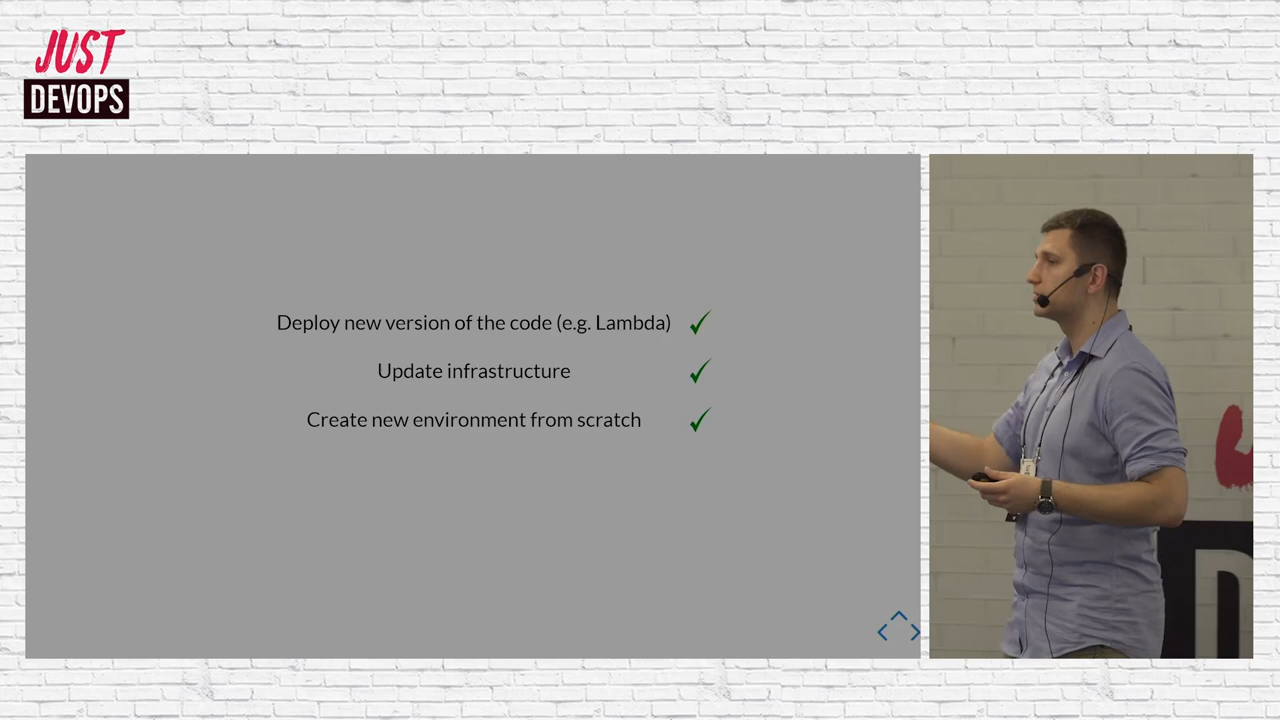 JUST
DEVOPS
Deploy new version of the code (e.g. Lambda)
Update infrastructure
Create new environment from scratch
D